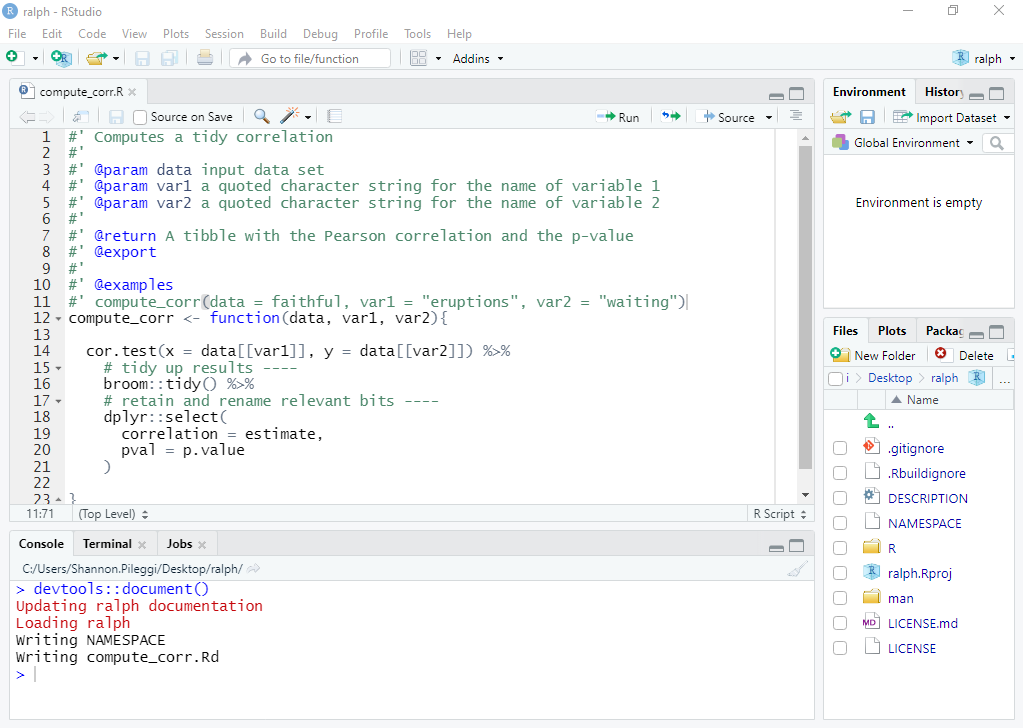 ralph - RStudio
File Edit Code View Plots Session Build Debug Profile Tools Help
Go to file/function Addins ralph
compute_corr.R
Source on Save Run Source
1 #' Computes a tidy correlation
2 #'
3 #' @param data input data set
4 #' @param var1 a quoted character string for the name of variable 1
5 #' @param var2 a quoted character string for the name of variable 2
6 #'
7 #' @return A tibble with the Pearson correlation and the p-value
8 #' @export
9 #'
10 #' @examples
11 #' compute_corr(data = faithful, var1 = "eruptions", var2 = "waiting")
12 compute_corr <- function(data, var1, var2){
13
14 cor.test(x = data[[var1]], y = data[[var2]]) %>%
15 # tidy up results ----
16 broom::tidy() %>%
17 # retain and rename relevant bits ----
18 dplyr::select(
19 correlation = estimate,
20 pval = p.value
21 )
22
23 }
11:71 (Top Level) R Script
Console Terminal Jobs
C:/Users/Shannon.Pileggi/Desktop/ralph/
> devtools::document()
Updating ralph documentation
Loading ralph
Writing NAMESPACE
Writing compute_corr.Rd
>
Environment History
Import Dataset
Global Environment
Environment is empty
Files Plots Packag
New Folder Delete
i Desktop ralph R ...
Name
..
.gitignore
.Rbuildignore
DESCRIPTION
NAMESPACE
R
ralph.Rproj
man
MD LICENSE.md
LICENSE